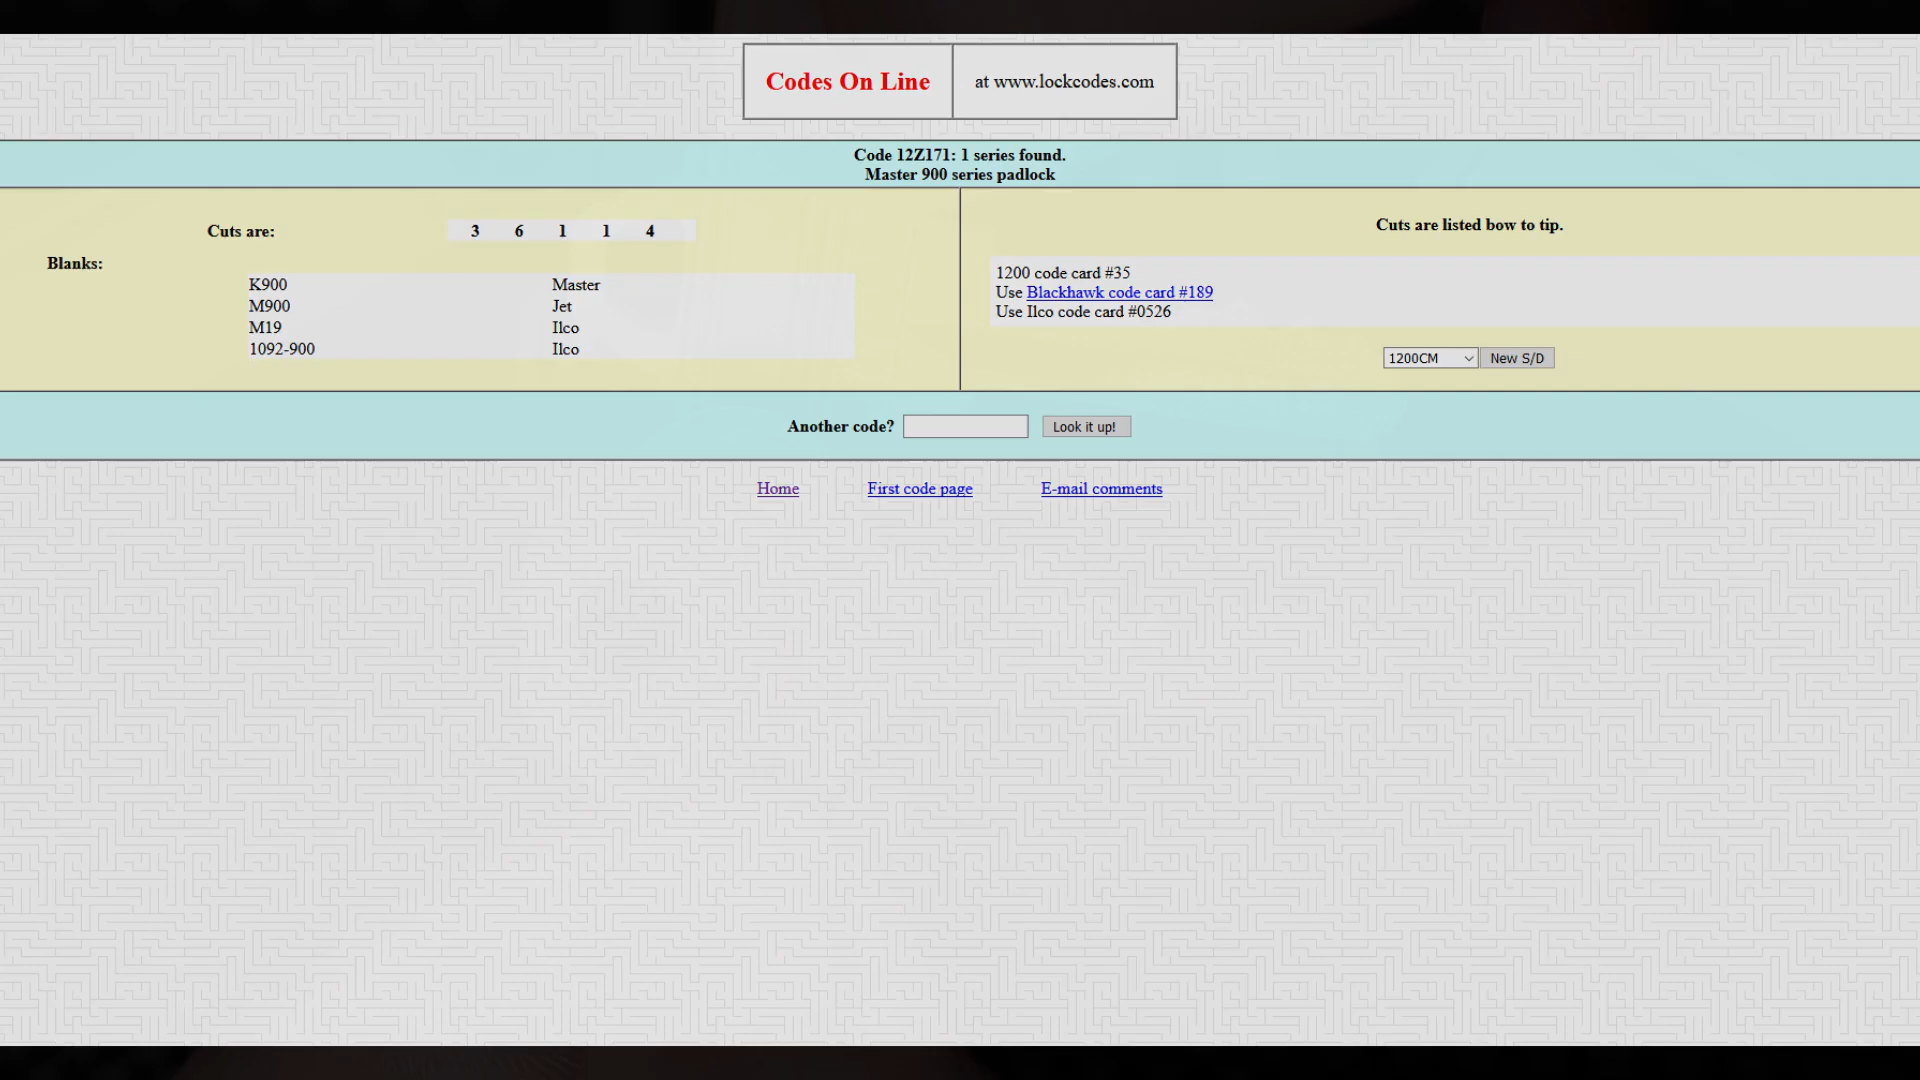 Codes On Line
at www.lockcodes.com
Code 12Z171: 1 series found.
Master 900 series padlock
Cuts are: 3 6 1 1 4
Blanks:
K900 Master
M900 Jet
M19 Ilco
1092-900 Ilco
Cuts are listed bow to tip.
1200 code card #35
Use Blackhawk code card #189
Use Ilco code card #0526
1200CM New S/D
Another code? Look it up!
Home First code page E-mail comments